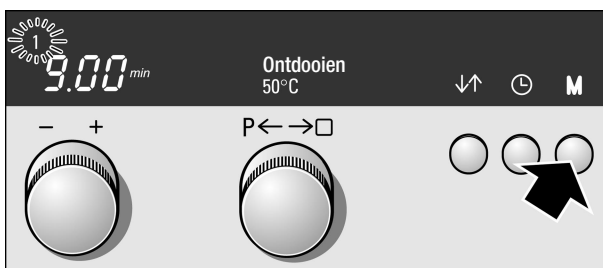 1
9.00 min
Ontdooien
50°C
M
− +
P←→□